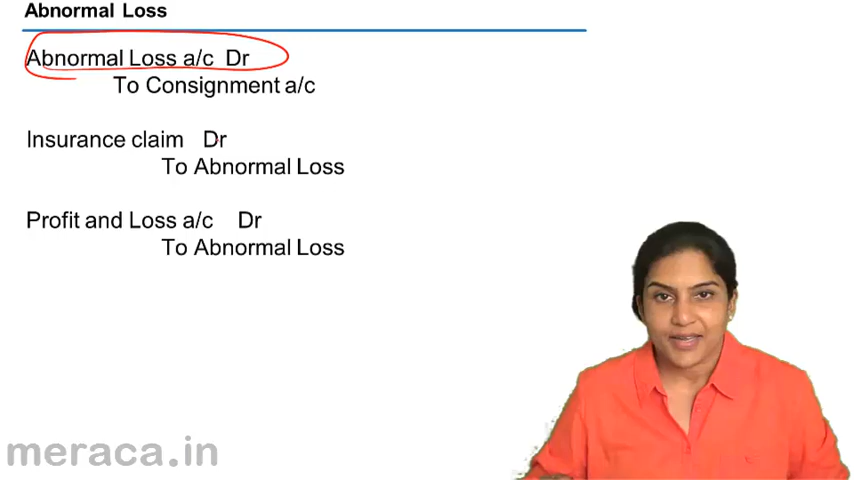 Abnormal Loss
Abnormal Loss a/c Dr
To Consignment a/c
Insurance claim Dr
To Abnormal Loss
Profit and Loss a/c Dr
To Abnormal Loss
meraca.in